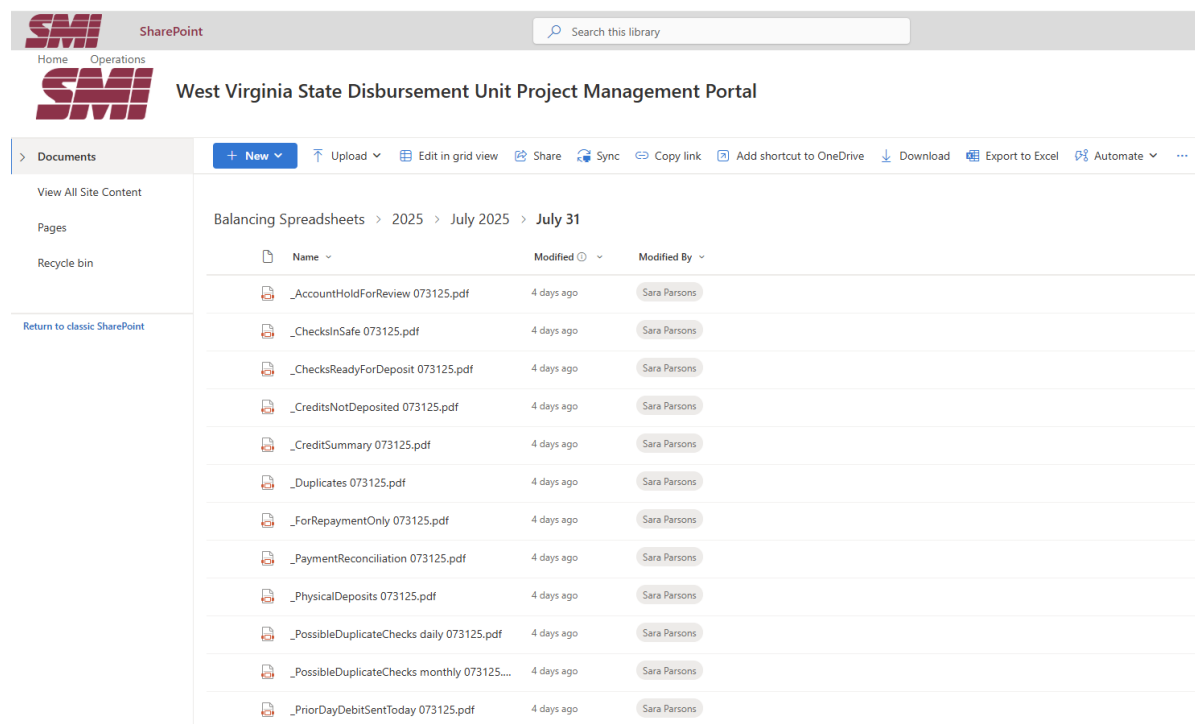 SMI SharePoint Search this library
Home Operations
SMI West Virginia State Disbursement Unit Project Management Portal
Documents
View All Site Content
Pages
Recycle bin
Return to classic SharePoint
+ New Upload Edit in grid view Share Sync Copy link Add shortcut to OneDrive Download Export to Excel Automate ...
Balancing Spreadsheets > 2025 > July 2025 > July 31
Name Modified Modified By
_AccountHoldForReview 073125.pdf 4 days ago Sara Parsons
_ChecksInSafe 073125.pdf 4 days ago Sara Parsons
_ChecksReadyForDeposit 073125.pdf 4 days ago Sara Parsons
_CreditsNotDeposited 073125.pdf 4 days ago Sara Parsons
_CreditSummary 073125.pdf 4 days ago Sara Parsons
_Duplicates 073125.pdf 4 days ago Sara Parsons
_ForRepaymentOnly 073125.pdf 4 days ago Sara Parsons
_PaymentReconciliation 073125.pdf 4 days ago Sara Parsons
_PhysicalDeposits 073125.pdf 4 days ago Sara Parsons
_PossibleDuplicateChecks daily 073125.pdf 4 days ago Sara Parsons
_PossibleDuplicateChecks monthly 073125.... 4 days ago Sara Parsons
_PriorDayDebitSentToday 073125.pdf 4 days ago Sara Parsons